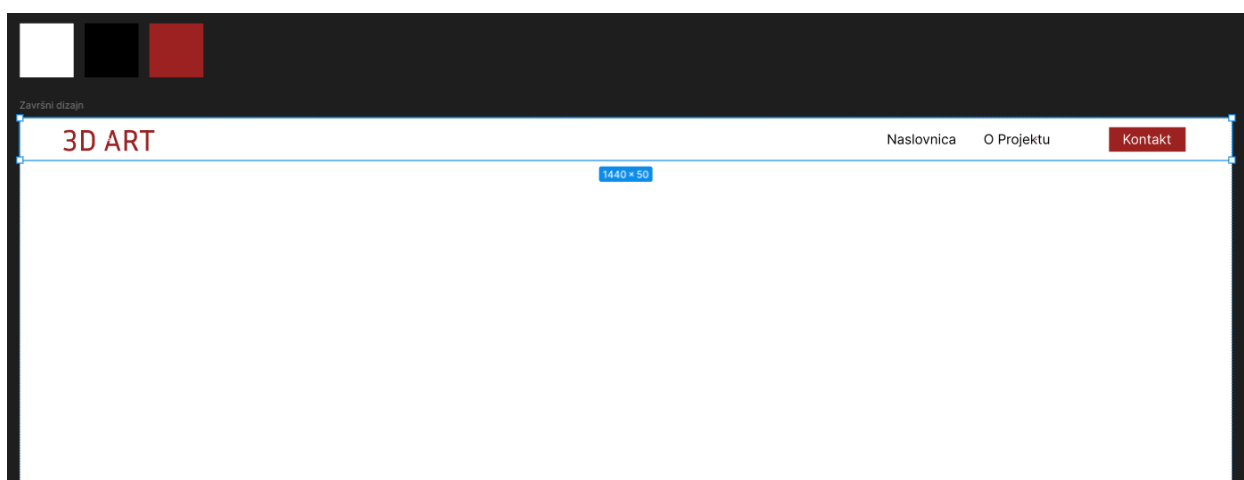 Završni dizajn
3D ART
Naslovnica
O Projektu
Kontakt
1440 × 50